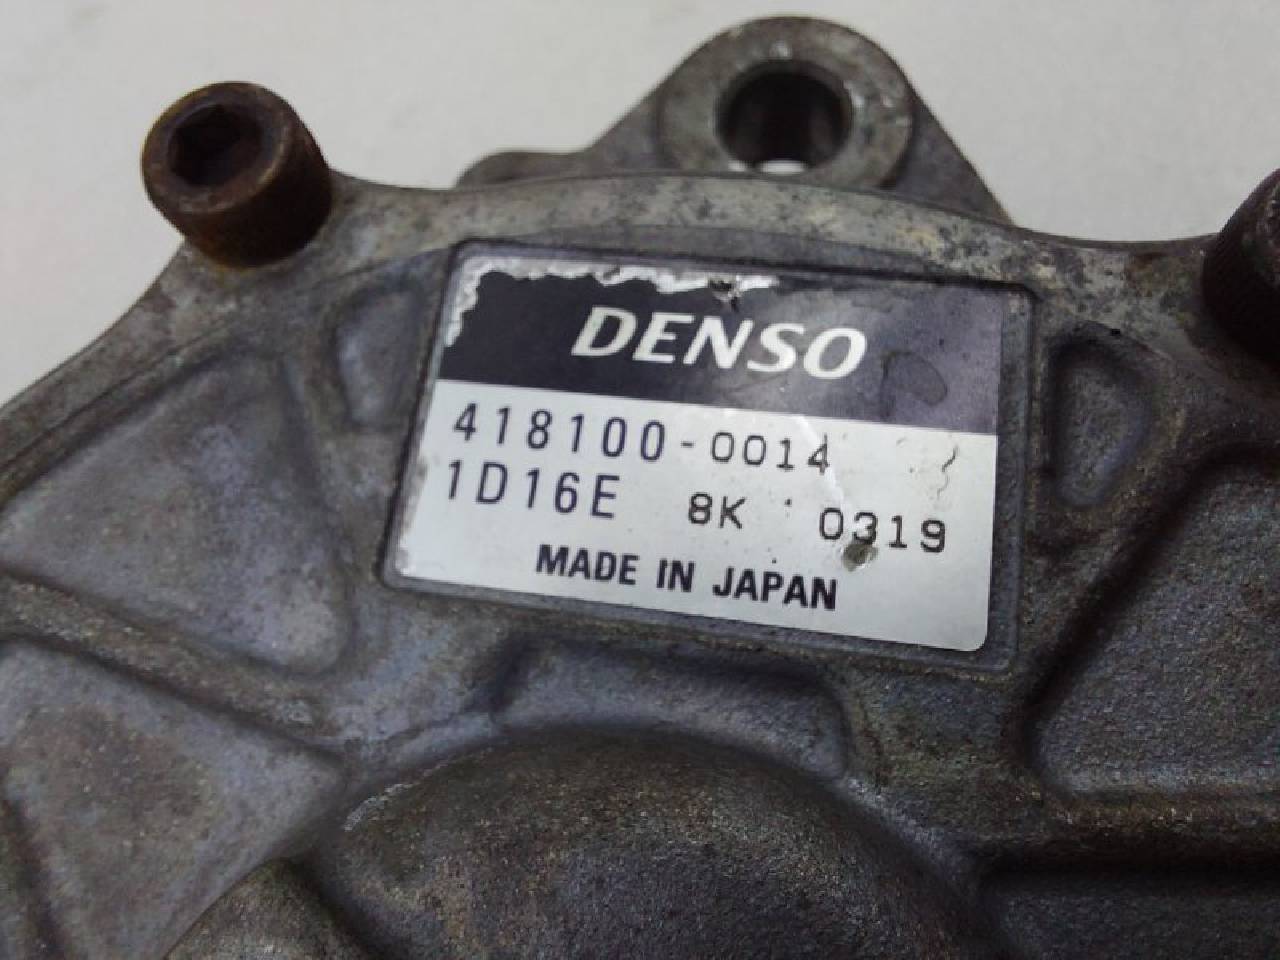 DENSO
418100-0014
1D16E 8K 0319
MADE IN JAPAN